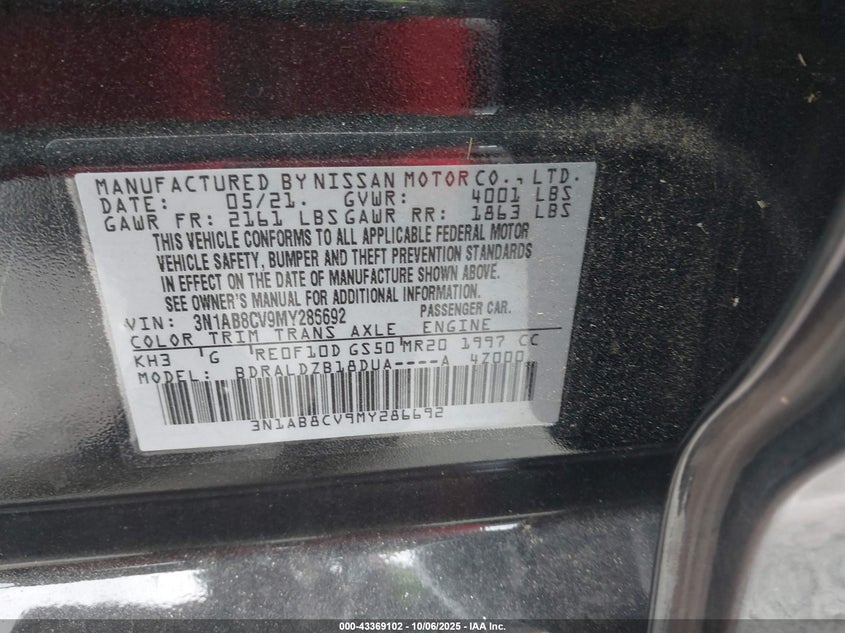 MANUFACTURED BY NISSAN MOTOR CO., LTD.
DATE: 05/21. GVWR: 4001 LBS
GAWR FR: 2161 LBS GAWR RR: 1863 LBS
THIS VEHICLE CONFORMS TO ALL APPLICABLE FEDERAL MOTOR
VEHICLE SAFETY, BUMPER AND THEFT PREVENTION STANDARDS
IN EFFECT ON THE DATE OF MANUFACTURE SHOWN ABOVE.
SEE OWNER'S MANUAL FOR ADDITIONAL INFORMATION.
VIN: 3N1AB8CV9MY285692 PASSENGER CAR.
COLOR TRIM TRANS AXLE ENGINE
KH3 G RE0F10D GS50 MR20 1997 CC
MODEL: BDRALDZB18DUA----A 4Z000
3N1AB8CV9MY286692
000-43369102 - 10/06/2025 - IAA Inc.